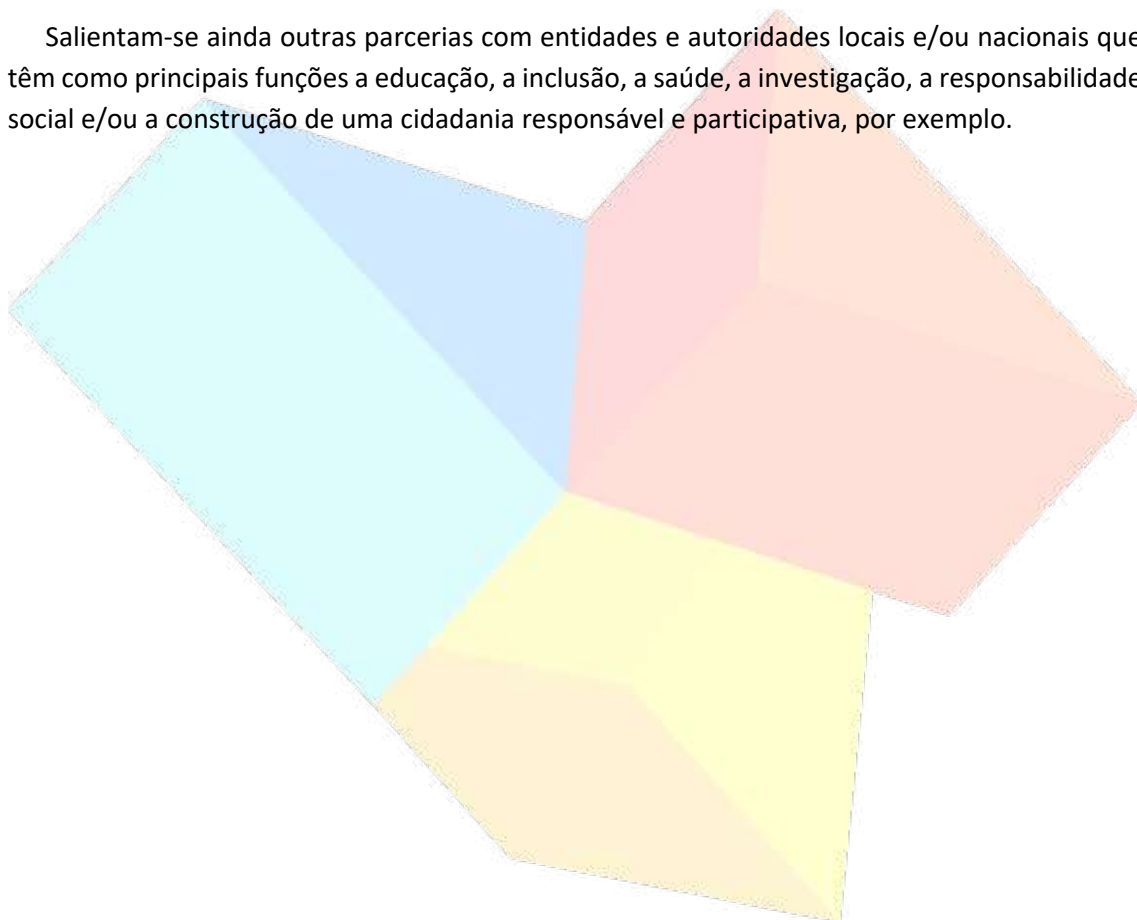 Salientam-se ainda outras parcerias com entidades e autoridades locais e/ou nacionais que
têm como principais funções a educação, a inclusão, a saúde, a investigação, a responsabilidade
social e/ou a construção de uma cidadania responsável e participativa, por exemplo.